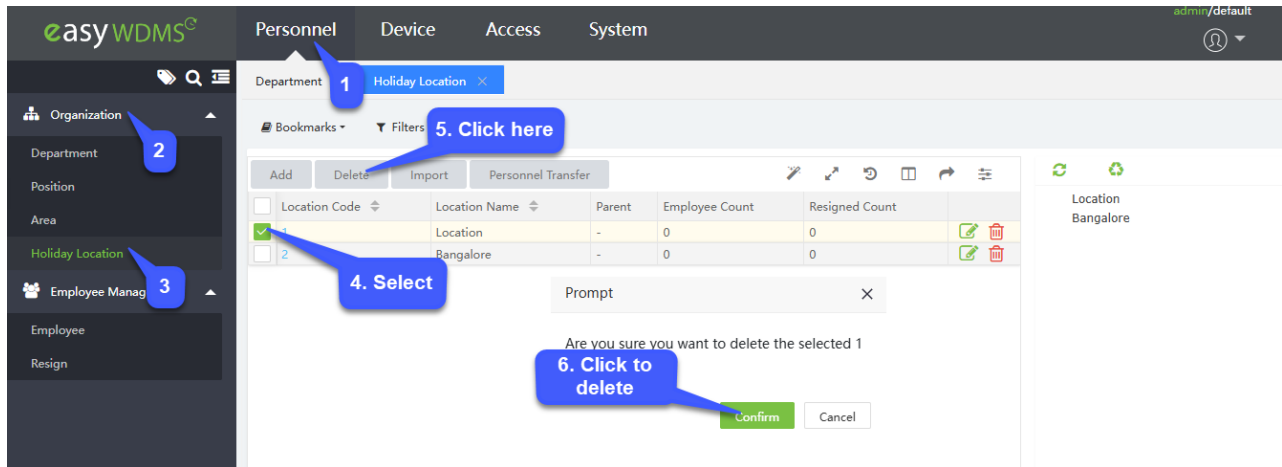 admin/default
easy WDMS
Personnel Device Access System
Department 1 Holiday Location ×
Organization
Bookmarks Filters 5. Click here
Department 2
Add Delete Import Personnel Transfer
Position
Location Code Location Name Parent Employee Count Resigned Count
Location
Area
1 Location - 0 0
Bangalore
Holiday Location
2 Bangalore - 0 0
4. Select
Employee Manag 3
Prompt
Employee
Are you sure you want to delete the selected 1
Resign
6. Click to
delete
Confirm Cancel